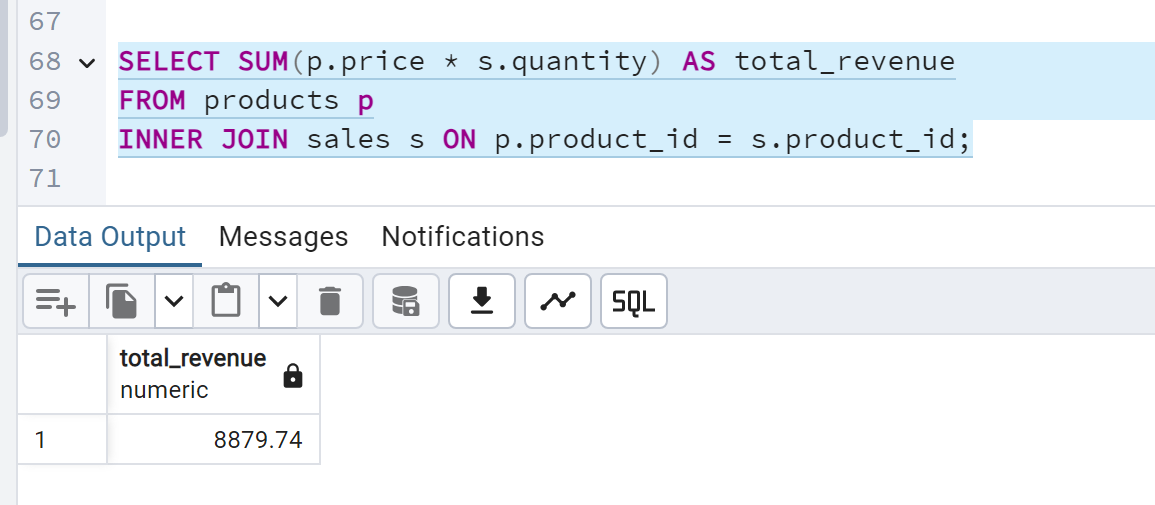 67
68 SELECT SUM(p.price * s.quantity) AS total_revenue
69 FROM products p
70 INNER JOIN sales s ON p.product_id = s.product_id;
71
Data Output Messages Notifications
SQL
total_revenue
numeric
1 8879.74